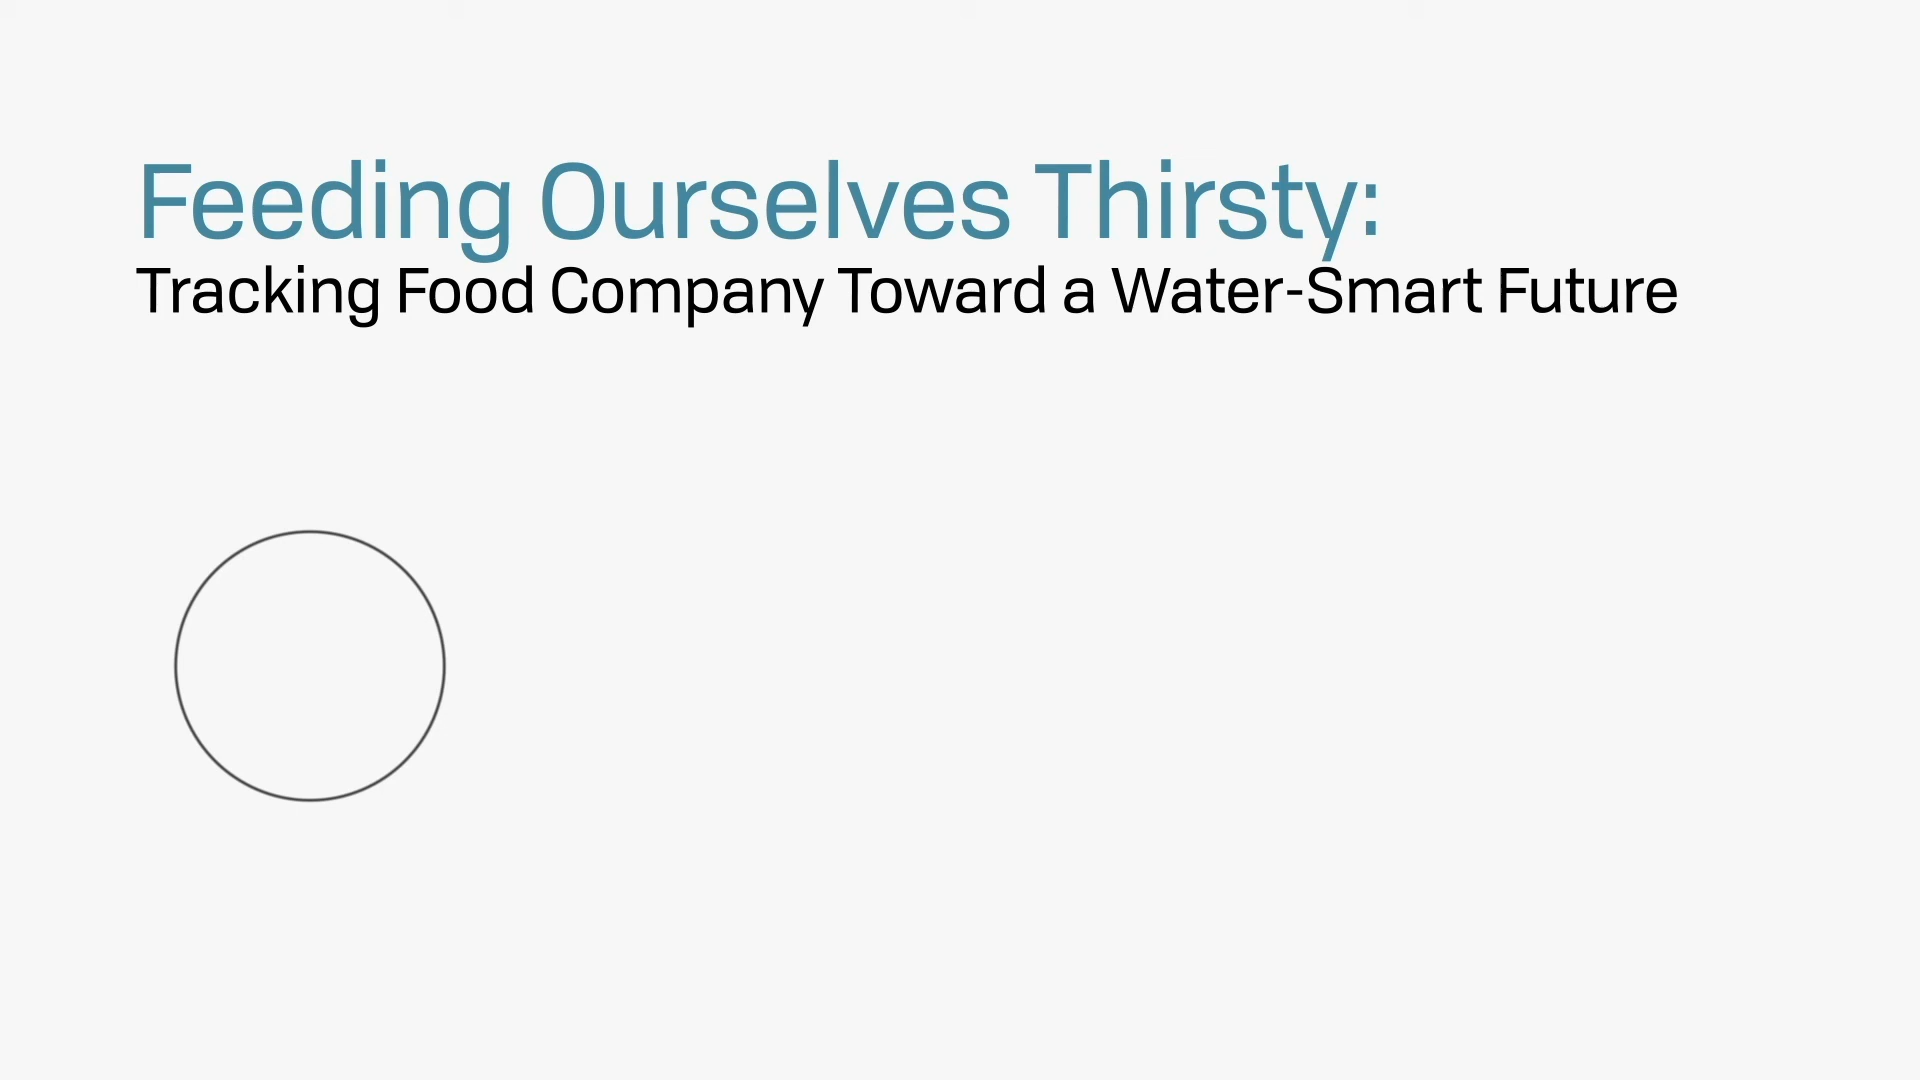 Feeding Ourselves Thirsty:
Tracking Food Company Toward a Water-Smart Future